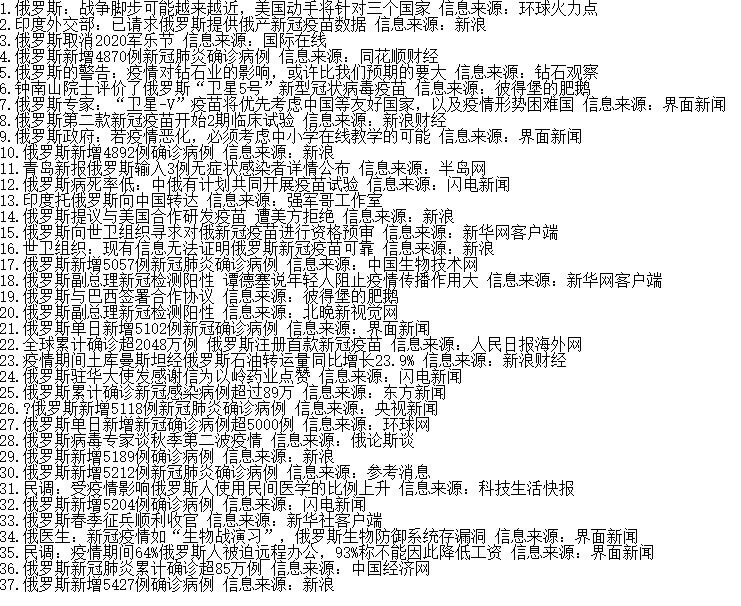 1.俄罗斯：战争脚步可能越来越近，美国动手将针对三个国家 信息来源：环球火力点
2.印度外交部：已请求俄罗斯提供俄产新冠疫苗数据 信息来源：新浪
3.俄罗斯取消2020军乐节 信息来源：国际在线
4.俄罗斯新增4870例新冠肺炎确诊病例 信息来源：同花顺财经
5.俄罗斯的警告：疫情对钻石业的影响，或许比我们预期的要大 信息来源：钻石观察
6.钟南山院士评价了俄罗斯“卫星5号”新型冠状病毒疫苗 信息来源：彼得堡的肥鹅
7.俄罗斯专家：“卫星-V”疫苗将优先考虑中国等友好国家，以及疫情形势困难国 信息来源：界面新闻
8.俄罗斯第二款新冠疫苗开始2期临床试验 信息来源：新浪财经
9.俄罗斯政府：若疫情恶化，必须考虑中小学在线教学的可能 信息来源：界面新闻
10.俄罗斯新增4892例确诊病例 信息来源：新浪
11.青岛新报俄罗斯输入3例无症状感染者详情公布 信息来源：半岛网
12.俄罗斯病死率低：中俄有计划共同开展疫苗试验 信息来源：闪电新闻
13.印度托俄罗斯向中国转达 信息来源：强军哥工作室
14.俄罗斯提议与美国合作研发疫苗 遭美方拒绝 信息来源：新浪
15.俄罗斯向世卫组织寻求对俄新冠疫苗进行资格预审 信息来源：新华网客户端
16.世卫组织：现有信息无法证明俄罗斯新冠疫苗可靠 信息来源：新浪
17.俄罗斯新增5057例新冠肺炎确诊病例 信息来源：中国生物技术网
18.俄罗斯副总理新冠检测阳性 谭德塞说年轻人阻止疫情传播作用大 信息来源：新华网客户端
19.俄罗斯与巴西签署合作协议 信息来源：彼得堡的肥鹅
20.俄罗斯副总理新冠检测阳性 信息来源：北晚新视觉网
21.俄罗斯单日新增5102例新冠确诊病例 信息来源：界面新闻
22.全球累计确诊超2048万例 俄罗斯注册首款新冠疫苗 信息来源：人民日报海外网
23.疫情期间土库曼斯坦经俄罗斯石油转运量同比增长23.9% 信息来源：新浪财经
24.俄罗斯驻华大使发感谢信为以岭药业点赞 信息来源：闪电新闻
25.俄罗斯累计确诊新冠感染病例超过89万 信息来源：东方新闻
26.?俄罗斯新增5118例新冠肺炎确诊病例 信息来源：央视新闻
27.俄罗斯单日新增新冠确诊病例超5000例 信息来源：环球网
28.俄罗斯病毒专家谈秋季第二波疫情 信息来源：俄论斯谈
29.俄罗斯新增5189例确诊病例 信息来源：新浪
30.俄罗斯新增5212例新冠肺炎确诊病例 信息来源：参考消息
31.民调：受疫情影响俄罗斯人使用民间医学的比例上升 信息来源：科技生活快报
32.俄罗斯新增5204例确诊病例 信息来源：闪电新闻
33.俄罗斯春季征兵顺利收官 信息来源：新华社客户端
34.俄医生：新冠疫情如“生物战演习”，俄罗斯生物防御系统存漏洞 信息来源：界面新闻
35.民调：疫情期间64%俄罗斯人被迫远程办公，93%称不能因此降低工资 信息来源：界面新闻
36.俄罗斯新冠肺炎累计确诊超85万例 信息来源：中国经济网
37.俄罗斯新增5427例确诊病例 信息来源：新浪